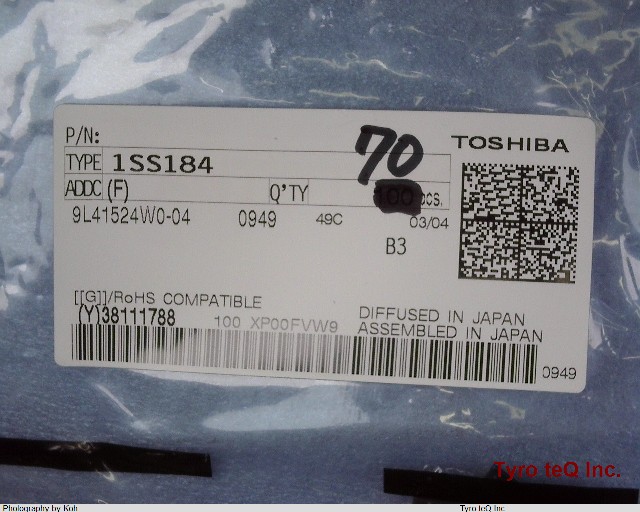 P/N:
TOSHIBA
70
TYPE 1SS184
ADDC (F) Q'TY 100 pcs.
9L41524W0-04 0949 49C 03/04
B3
[[G]]/RoHS COMPATIBLE
(Y)38111788 100 XP00FVW9 DIFFUSED IN JAPAN
ASSEMBLED IN JAPAN
0949
Tyro teQ Inc.
Photography by Koh Tyro teQ Inc